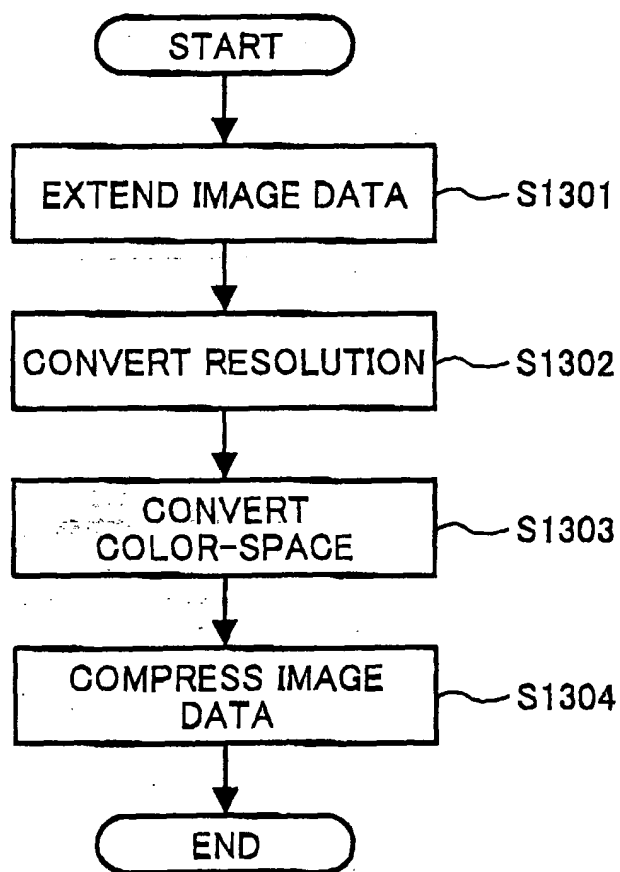 START
EXTEND IMAGE DATA
S1301
CONVERT RESOLUTION
S1302
CONVERT
COLOR-SPACE
S1303
COMPRESS IMAGE
DATA
S1304
END